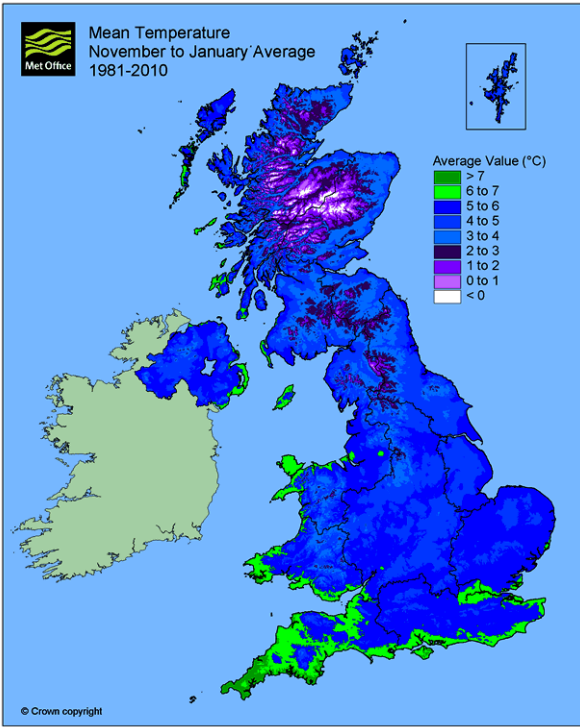 Met Office
Mean Temperature
November to January Average
1981-2010
Average Value (°C)
> 7
6 to 7
5 to 6
4 to 5
3 to 4
2 to 3
1 to 2
0 to 1
< 0
© Crown copyright